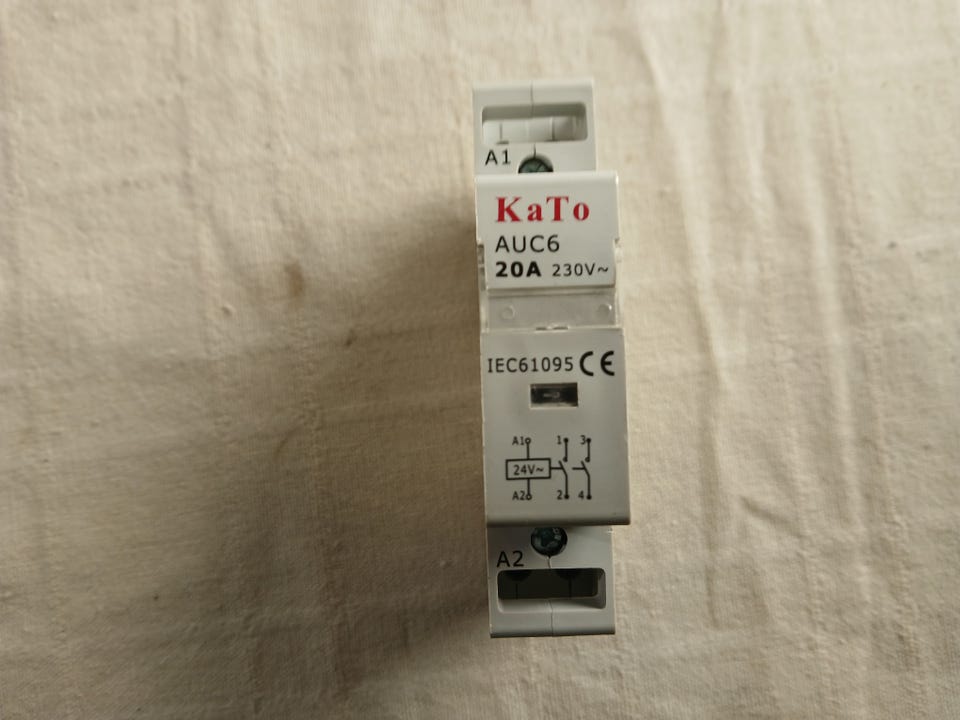 A1
KaTo
AUC6
20A 230V~
IEC61095 CE
A1 1 3
24V~
A2 2 4
A2